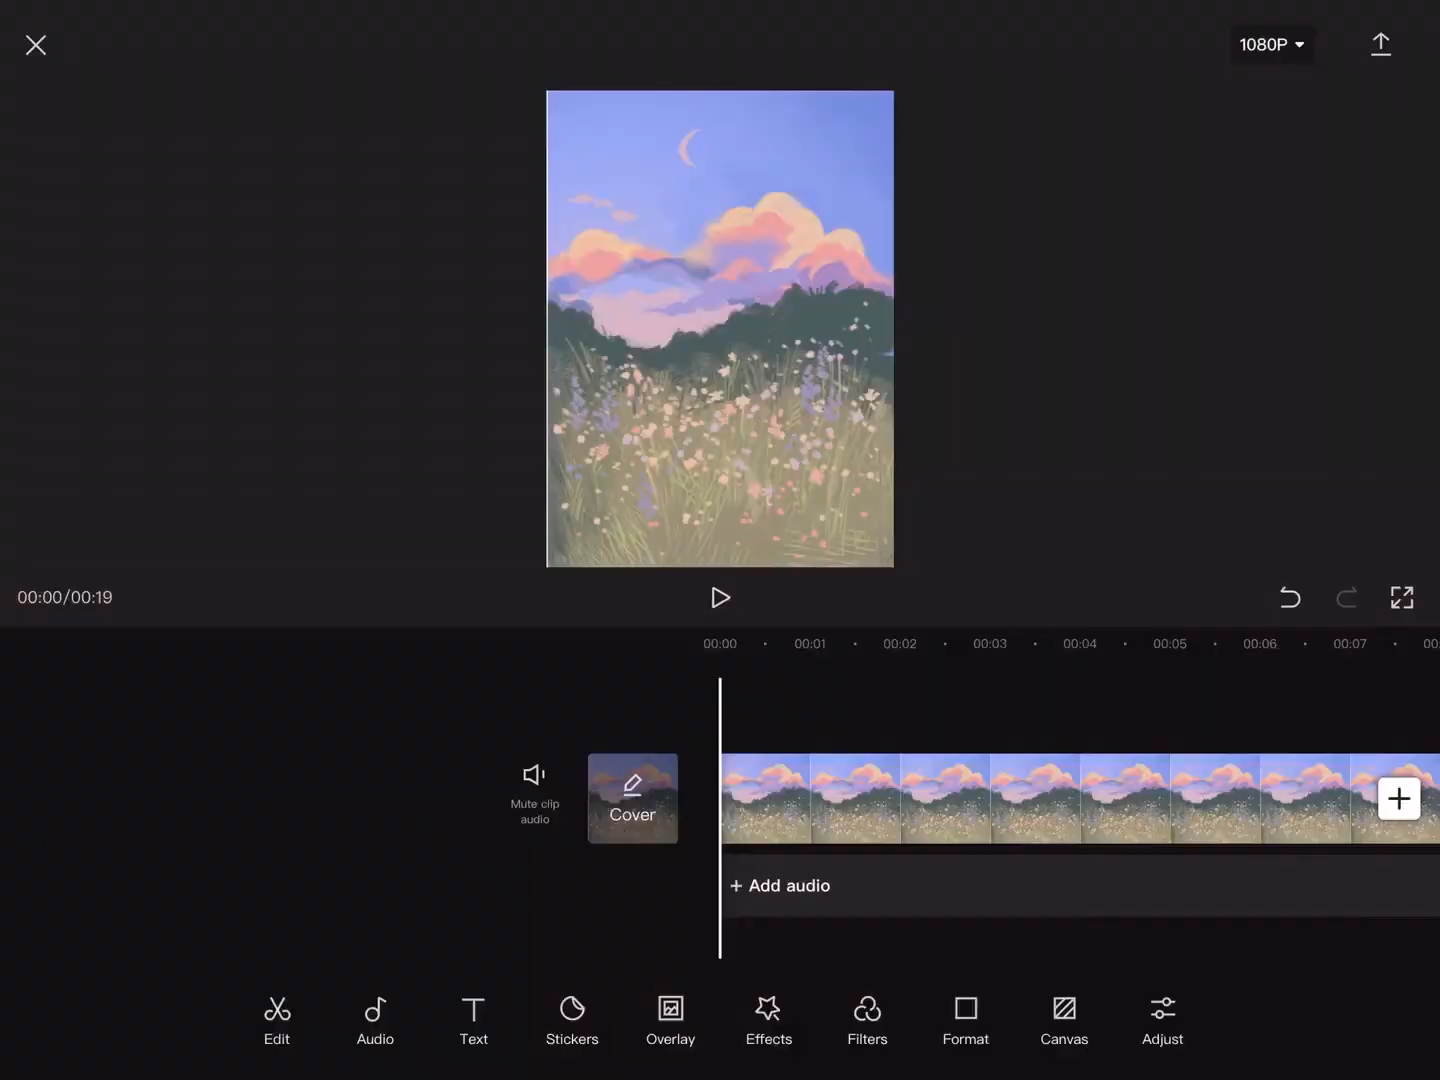 1080P
00:00/00:19
00:00 00:01 00:02 00:03 00:04 00:05 00:06 00:07 00:
Mute clip
audio
Cover
+ Add audio
Edit Audio Text Stickers Overlay Effects Filters Format Canvas Adjust